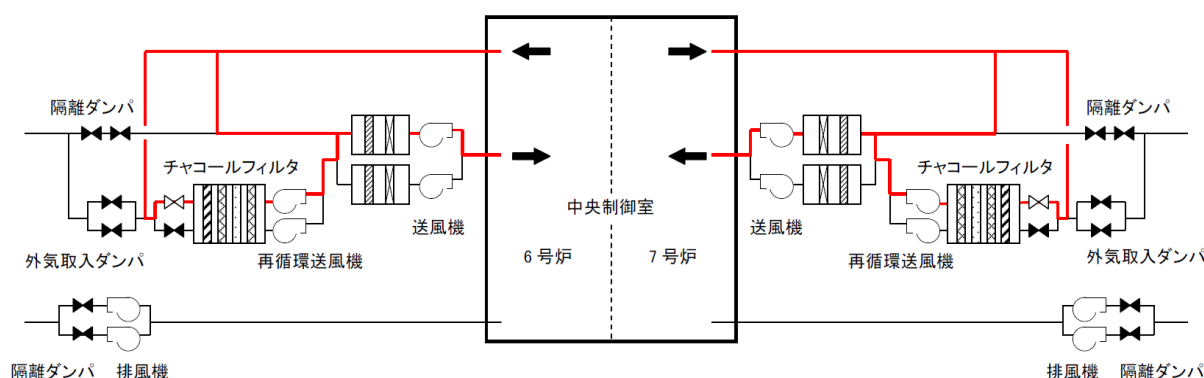 隔離ダンパ
隔離ダンパ
チャコールフィルタ
チャコールフィルタ
中央制御室
送風機
送風機
外気取入ダンパ
再循環送風機
6号炉
7号炉
再循環送風機
外気取入ダンパ
隔離ダンパ
排風機
排風機
隔離ダンパ